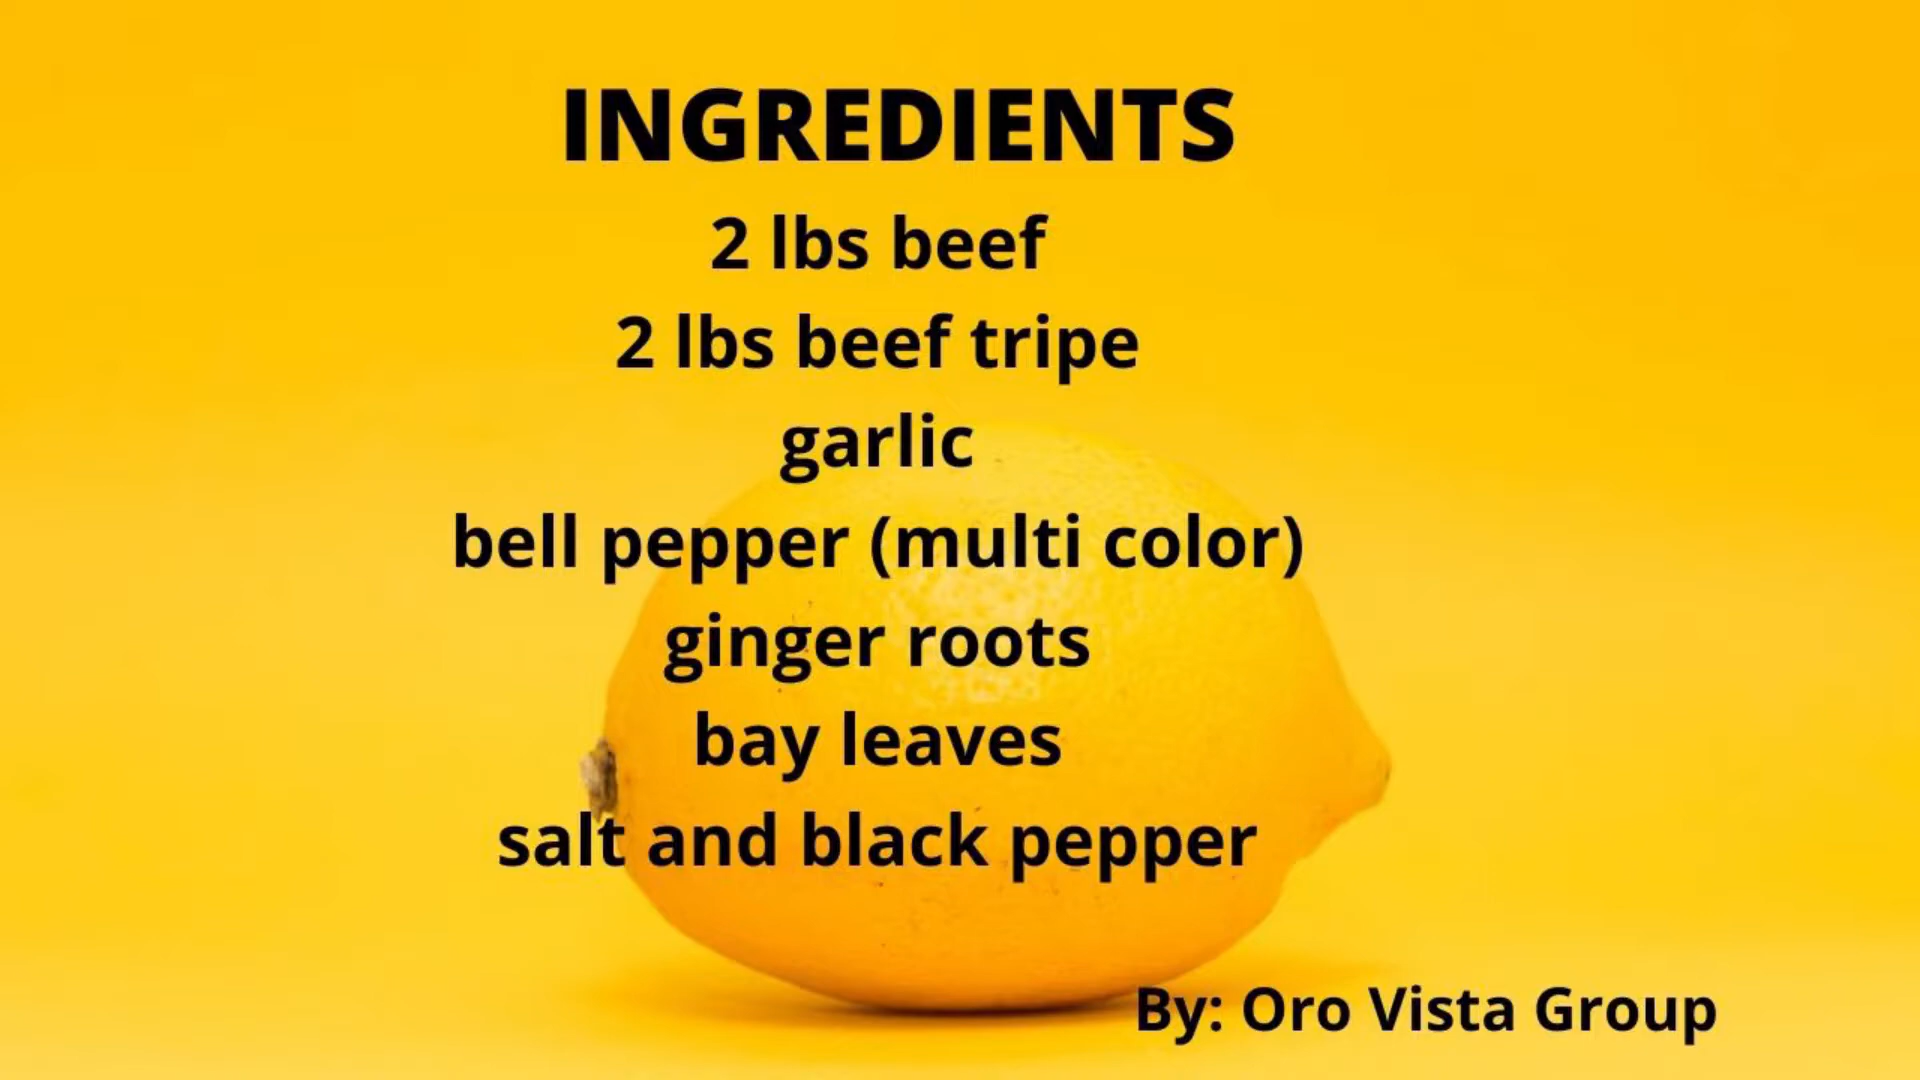 INGREDIENTS
2 lbs beef
2 lbs beef tripe
garlic
bell pepper (multi color)
ginger roots
bay leaves
salt and black pepper
By: Oro Vista Group